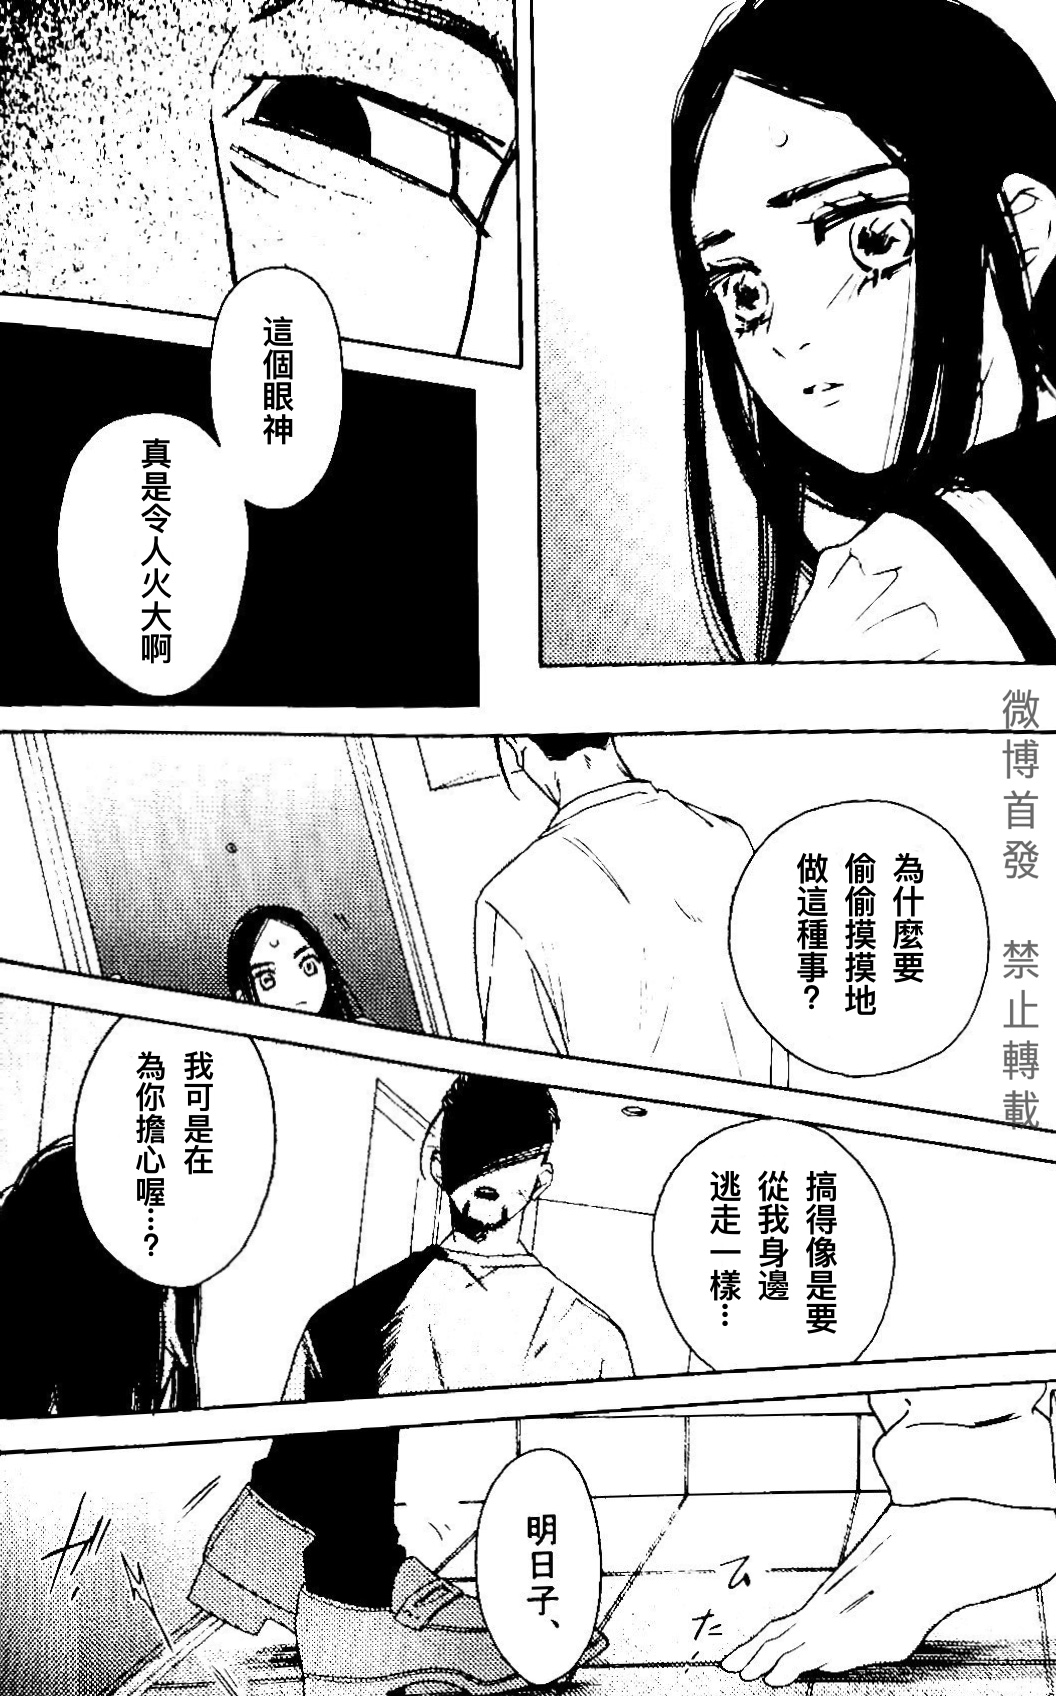 這個眼神
真是令人火大啊
為什麼要
偷偷摸摸地
做這種事?
搞得像是要
從我身邊
逃走一樣…
我可是在
為你擔心喔…?
明日子、
微博首發 禁止轉載